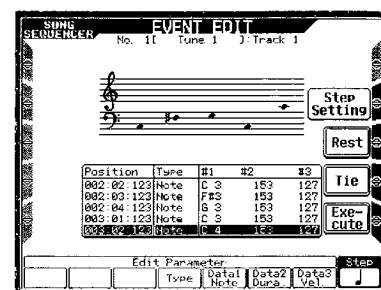 SONG
SEQUENCER
EVENT EDIT
No. 1[ Tune 1 ]:Track 1
Step
Setting
Rest
Tie
Exe-
cute
Position Type #1 #2 #3
002:02:123 Note C 3 153 127
002:03:123 Note F#3 153 127
002:04:123 Note G 3 153 127
003:01:123 Note C 3 153 127
003:02:123 Note C 4 153 127
Edit Parameter Step
Type Data1 Note Data2 Dura. Data3 Vel. ♩